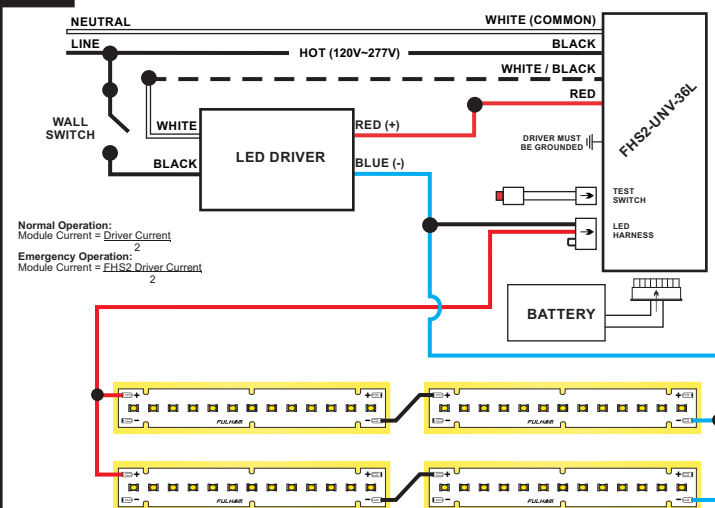 NEUTRAL
WHITE (COMMON)
LINE
HOT (120V~277V)
BLACK
WHITE / BLACK
RED
WALL
SWITCH
WHITE
BLACK
LED DRIVER
RED (+)
BLUE (-)
DRIVER MUST
BE GROUNDED
FHS2-UNV-36L
TEST
SWITCH
LED
HARNESS
Normal Operation:
Module Current = Driver Current
2
Emergency Operation:
Module Current = FHS2 Driver Current
2
BATTERY
+ +
- -
FULHAM
+ +
- -
FULHAM
+ +
- -
FULHAM
+ +
- -
FULHAM